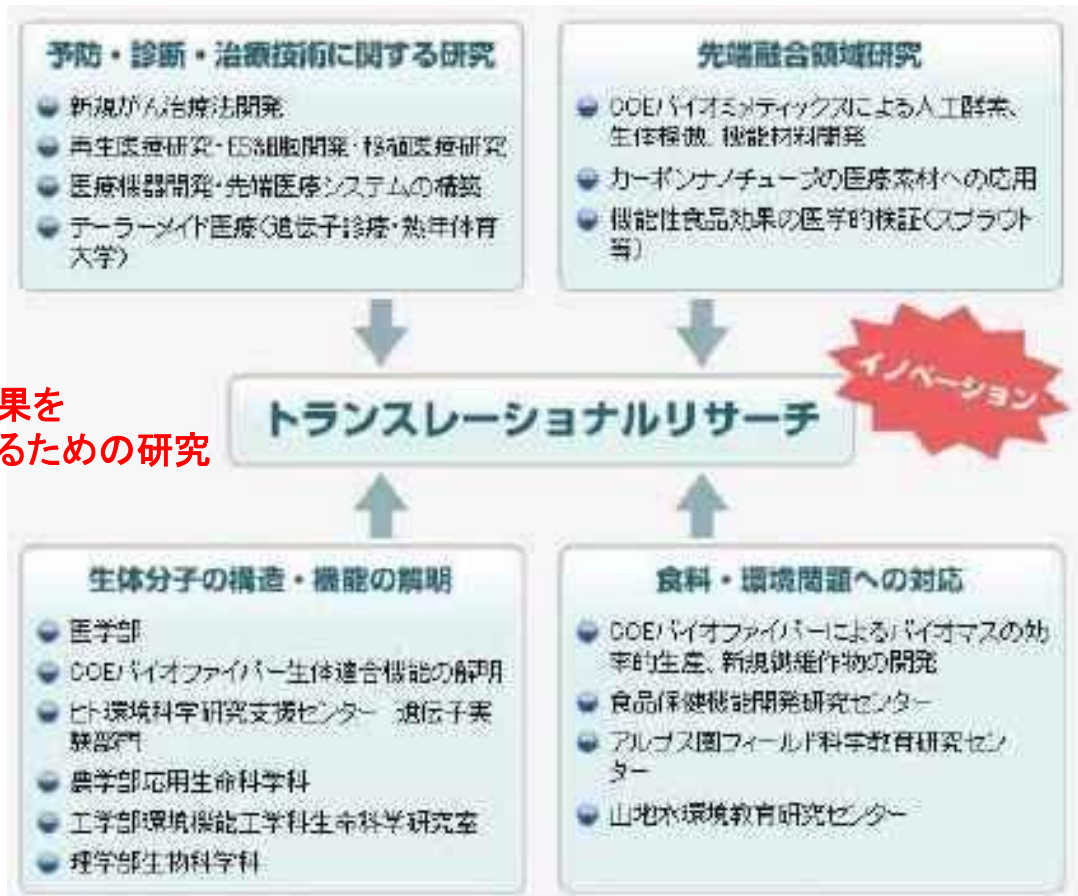 予防・診断・治療技術に関する研究
新規がん治療法開発
再生医療研究・ES細胞開発・移植医療研究
医療機器開発・先端医療システムの構築
テーラーメイド医療(遺伝子診療・熟年体育
大学)
先端融合領域研究
COEバイオミメティックスによる人工酵素、
生体模倣、機能材料開発
カーボンナノチューブの医療素材への応用
機能性食品効果の医学的検証(スプラウト
等)
イノベーション
果を
るための研究
トランスレーショナルリサーチ
生体分子の構造・機能の解明
医学部
COEバイオファイバー生体適合機能の解明
ヒト環境科学研究支援センター 遺伝子実
験部門
農学部応用生命科学科
工学部環境機能工学科生命科学研究室
理学部生物科学科
食料・環境問題への対応
COEバイオファイバーによるバイオマスの効
率的生産、新規繊維作物の開発
食品保健機能開発研究センター
アルプス圏フィールド科学教育研究セン
ター
山地水環境教育研究センター